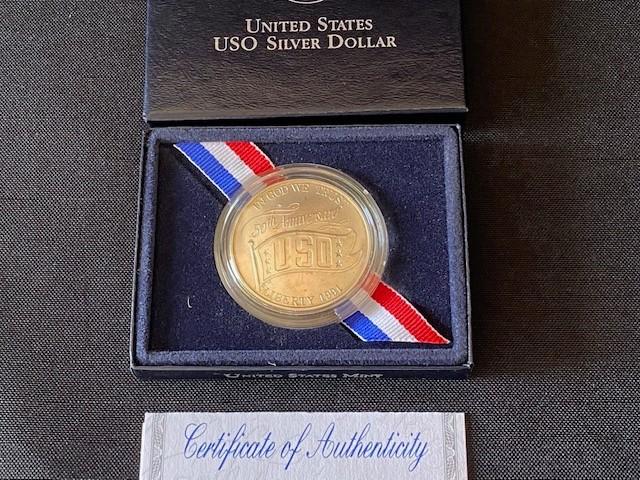 UNITED STATES
USO SILVER DOLLAR
IN GOD WE TRUST
50th Anniversary
USO
LIBERTY 1991
UNITED STATES MINT
Certificate of Authenticity